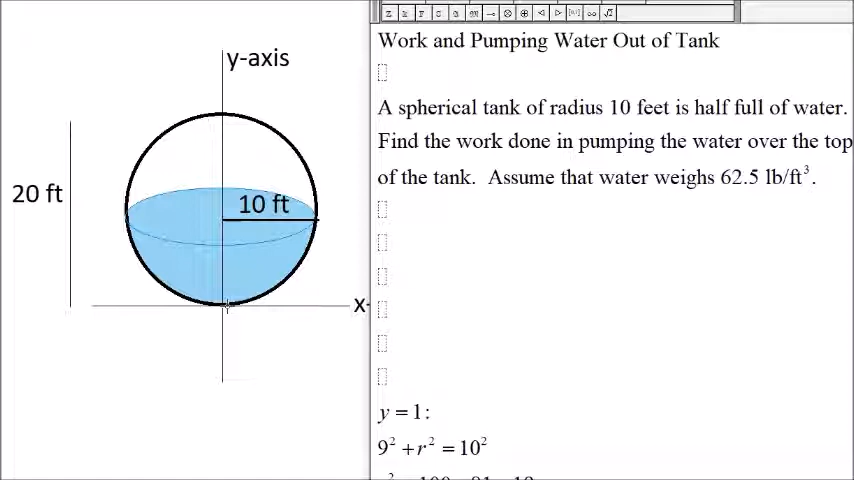 y-axis
20 ft
10 ft
x-
Work and Pumping Water Out of Tank
A spherical tank of radius 10 feet is half full of water.
Find the work done in pumping the water over the top
of the tank. Assume that water weighs 62.5 lb/ft³.
y = 1:
9² + r² = 10²